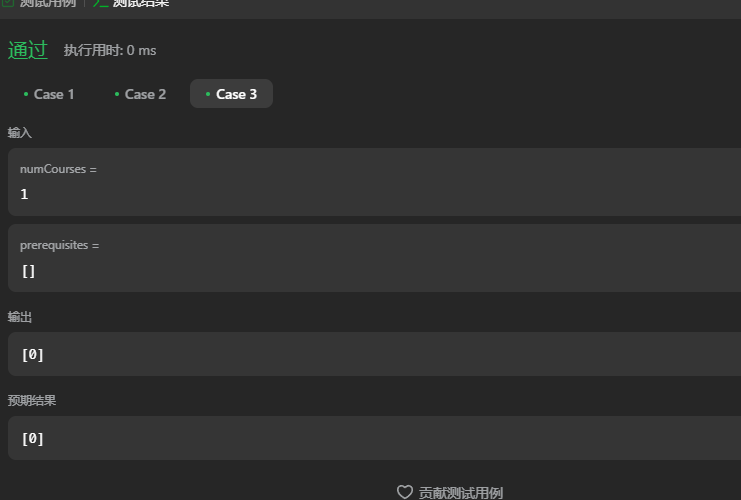 测试用例 测试结果
通过 执行用时: 0 ms
Case 1 Case 2 Case 3
输入
numCourses =
1
prerequisites =
[]
输出
[0]
预期结果
[0]
贡献测试用例